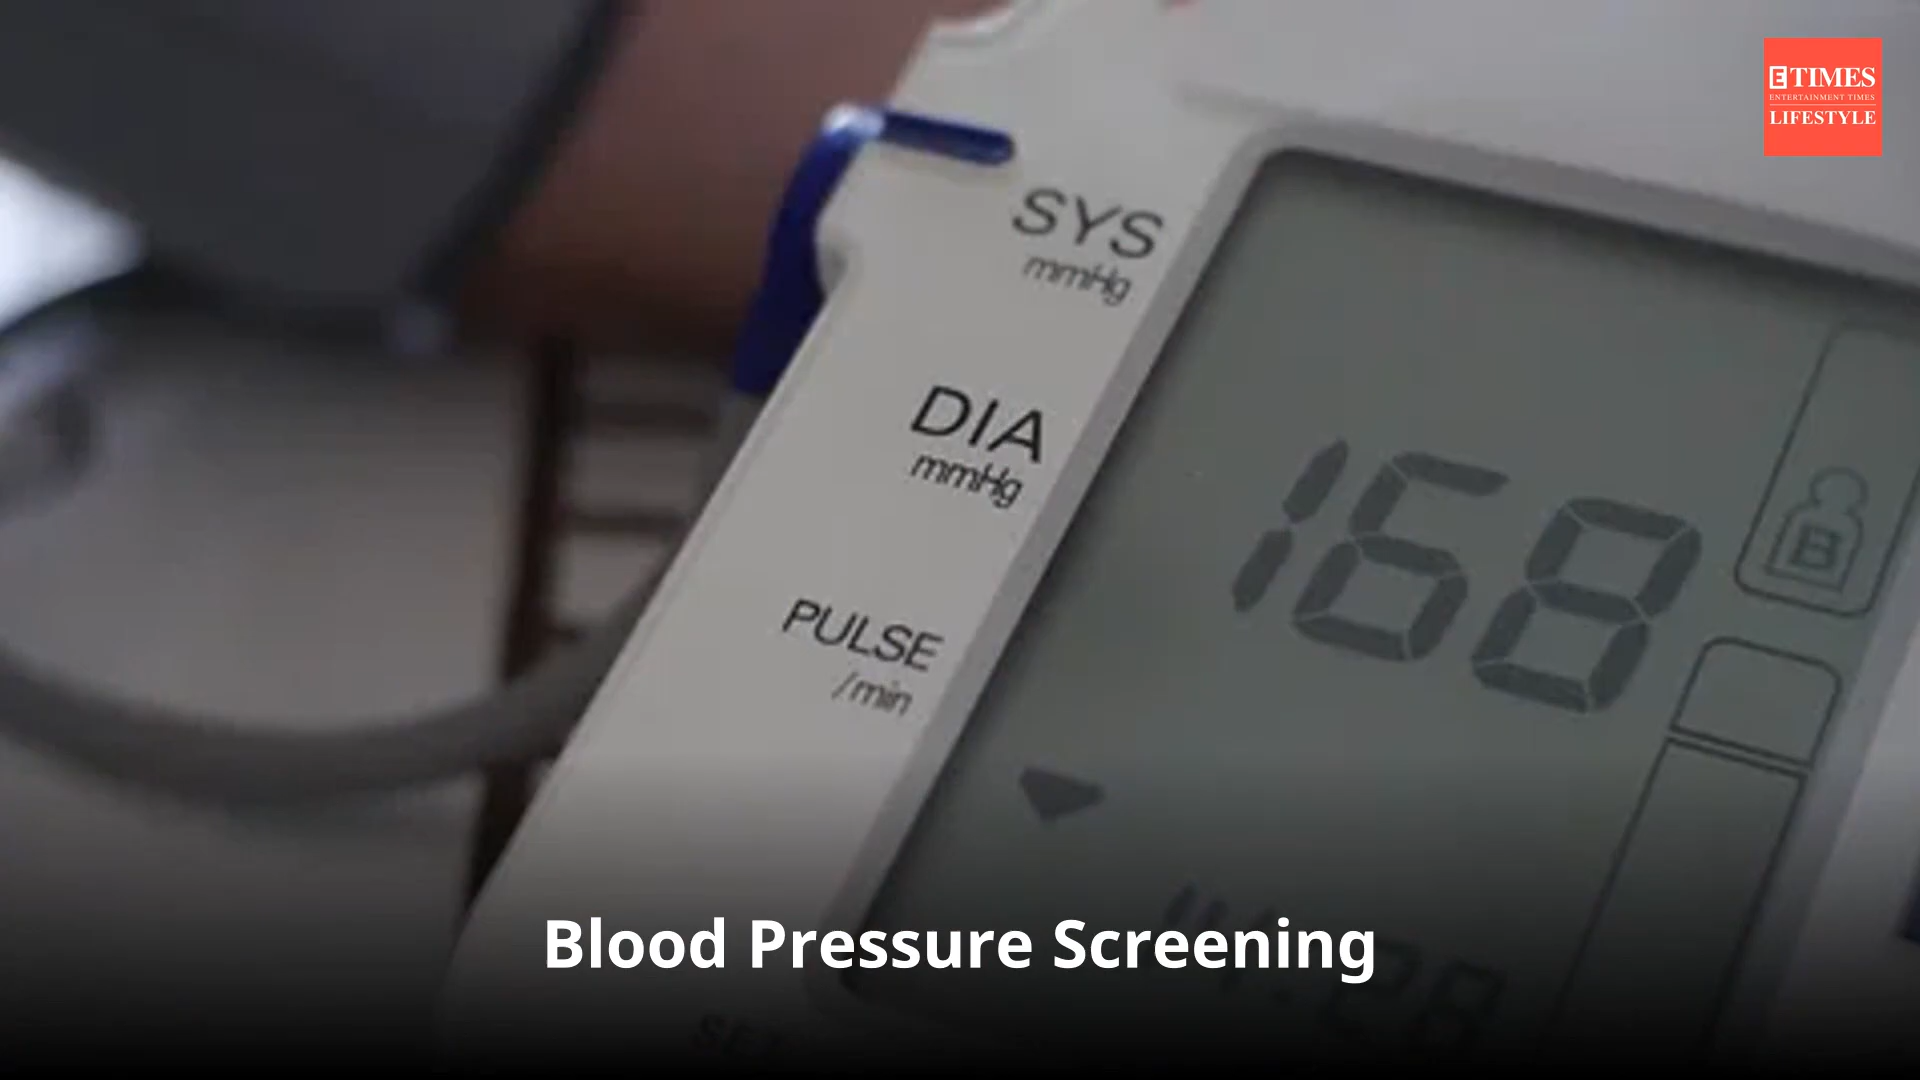 ETIMES
ENTERTAINMENT TIMES
LIFESTYLE
SYS
mmHg
DIA
mmHg
168
B
PULSE
/min
Blood Pressure Screening